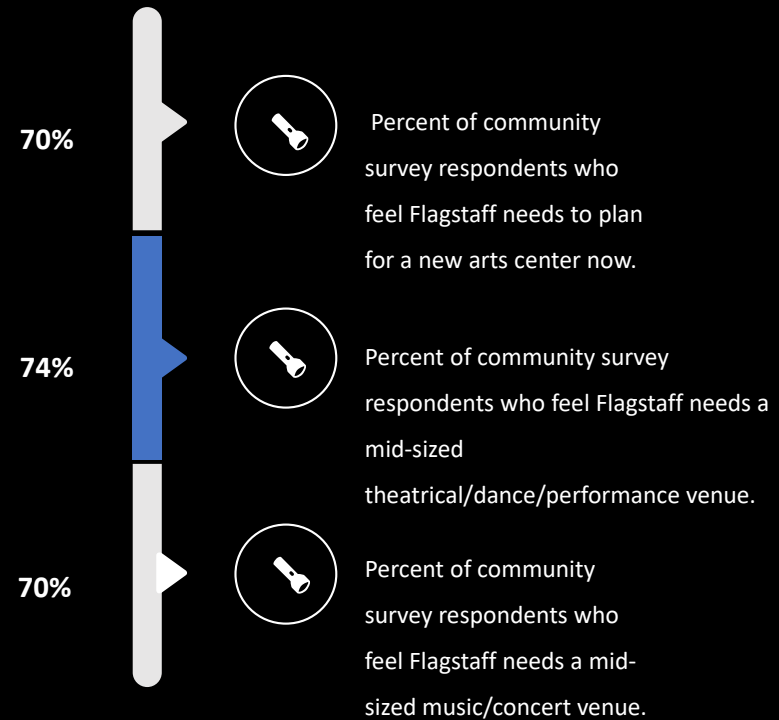 70%
Percent of community
survey respondents who
feel Flagstaff needs to plan
for a new arts center now.
74%
Percent of community survey
respondents who feel Flagstaff needs a
mid-sized
theatrical/dance/performance venue.
70%
Percent of community
survey respondents who
feel Flagstaff needs a mid-
sized music/concert venue.